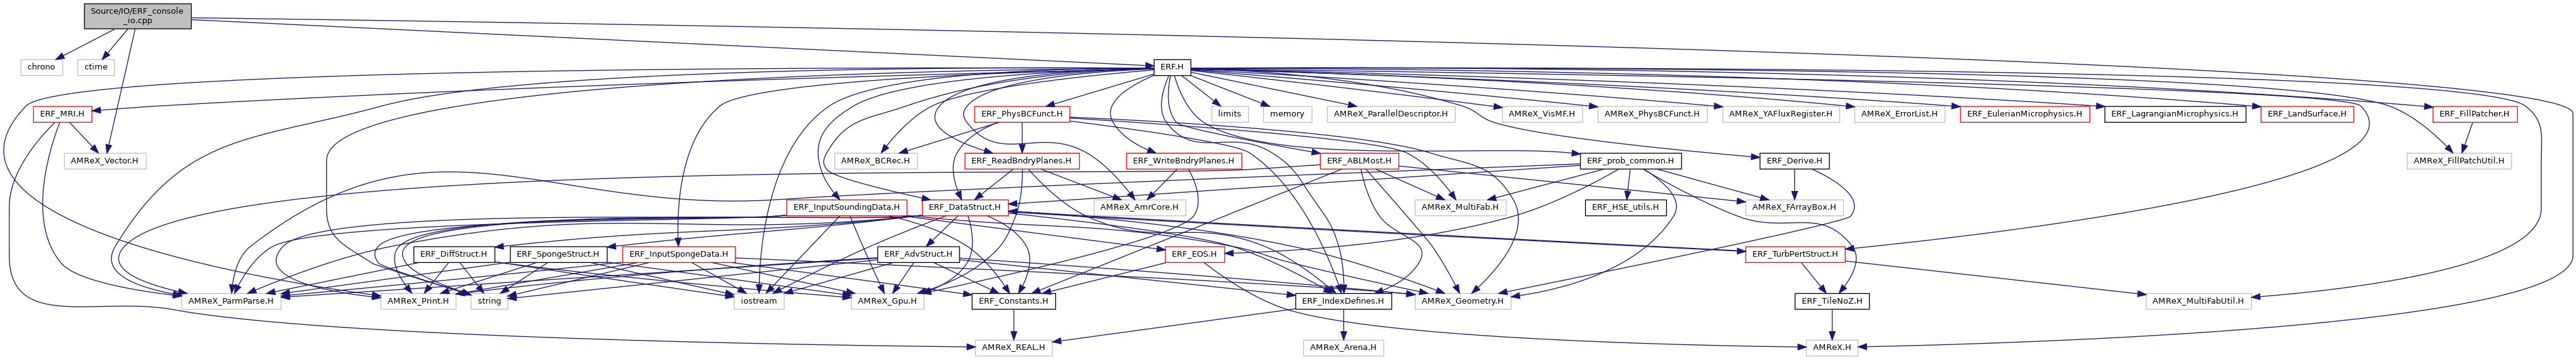 Source/IO/ERF_console
_io.cpp
chrono
ctime
ERF.H
ERF_MRI.H
ERF_PhysBCFunct.H
limits
memory
AMReX_ParallelDescriptor.H
AMReX_VisMF.H
AMReX_PhysBCFunct.H
AMReX_YAFluxRegister.H
AMReX_ErrorList.H
ERF_EulerianMicrophysics.H
ERF_LagrangianMicrophysics.H
ERF_LandSurface.H
ERF_FillPatcher.H
AMReX_Vector.H
AMReX_BCRec.H
ERF_ReadBndryPlanes.H
ERF_WriteBndryPlanes.H
ERF_ABLMost.H
ERF_prob_common.H
ERF_Derive.H
AMReX_FillPatchUtil.H
ERF_InputSoundingData.H
ERF_DataStruct.H
AMReX_AmrCore.H
AMReX_MultiFab.H
ERF_HSE_utils.H
AMReX_FArrayBox.H
ERF_DiffStruct.H
ERF_SpongeStruct.H
ERF_InputSpongeData.H
ERF_AdvStruct.H
ERF_EOS.H
ERF_TurbPertStruct.H
AMReX_ParmParse.H
AMReX_Print.H
string
iostream
AMReX_Gpu.H
ERF_Constants.H
ERF_IndexDefines.H
AMReX_Geometry.H
ERF_TileNoZ.H
AMReX_MultiFabUtil.H
AMReX_REAL.H
AMReX_Arena.H
AMReX.H